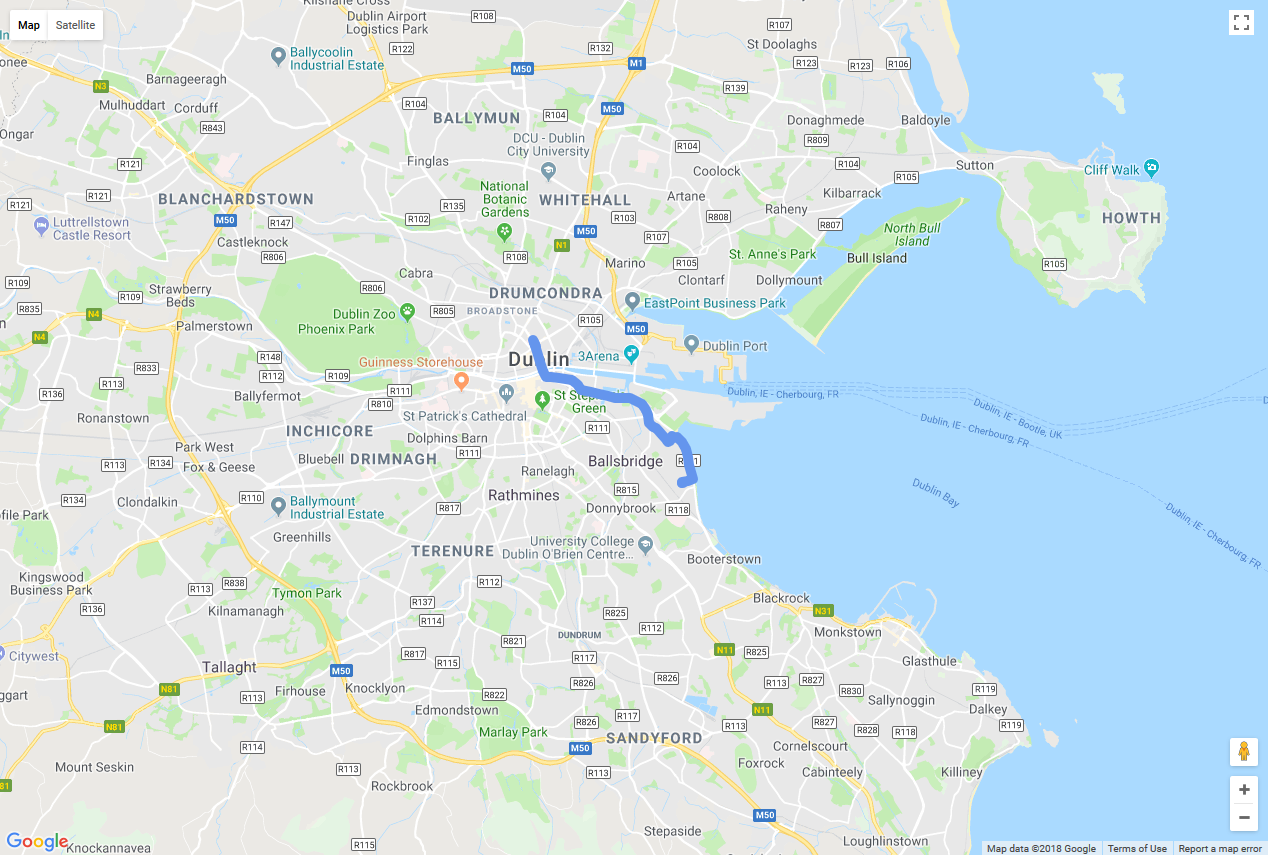 Kilshane Cross
Dublin Airport
Logistics Park
R108
R107
Map
Satellite
St Doolaghs
R122
R132
Ballycoolin
Industrial Estate
M50
M1
R123
R123
R106
N3
Barnageeragh
R139
Mulhuddart
Corduff
R104
M50
R843
BALLYMUN
R104
Donaghmede
Baldoyle
Ongar
DCU - Dublin
City University
R809
R104
R121
Finglas
R104
Sutton
Cliff Walk
Coolock
R105
R121
BLANCHARDSTOWN
National
Botanic
Gardens
WHITEHALL
Artane
Kilbarrack
R121
R135
Raheny
HOWTH
Luttrellstown
Castle Resort
M50
R147
R102
R103
R808
R807
North Bull
Island
Castleknock
M50
R107
N1
St. Anne's Park
Bull Island
R806
R108
Marino
R105
R105
R109
Cabra
Clontarf
Dollymount
Strawberry
Beds
R806
DRUMCONDRA
R109
EastPoint Business Park
R835
N4
Dublin Zoo
R805
BROADSTONE
R105
Palmerstown
Phoenix Park
M50
N4
Dublin
3Arena
Dublin Port
R148
Guinness Storehouse
R833
R112
R109
R113
R111
Dublin, IE - Cherbourg, FR
R136
Ballyfermot
R810
St Stephen's
Green
Dublin, IE - Bootle, UK
Ronanstown
St Patrick's Cathedral
Dublin, IE - Cherbourg, FR
INCHICORE
R111
Dolphins Barn
Park West
R111
R113
R134
Fox & Geese
Bluebell
DRIMNAGH
Ballsbridge
Ranelagh
R134
Clondalkin
R110
Ballymount
Industrial Estate
Rathmines
R815
Dublin Bay
R817
Donnybrook
R118
Dublin, IE - Cherbourg, FR
Greenhills
TERENURE
University College
Dublin O'Brien Centre...
Booterstown
Kingswood
Business Park
R838
R112
R113
Tymon Park
Blackrock
R136
R137
Kilnamanagh
R114
R825
N31
DUNDRUM
R112
Monkstown
R821
Citywest
R817
R115
N11
R825
Tallaght
R117
Glasthule
M50
R826
R826
R113
R827
N81
Firhouse
Knocklyon
R822
R830
R119
R113
Sallynoggin
Edmondstown
R117
N11
Dalkey
N81
R826
R113
R827
R119
Marlay Park
R828
R118
R114
SANDYFORD
M50
Cornelscourt
Mount Seskin
R113
R113
Foxrock
Cabinteely
Killiney
Rockbrook
M50
Stepaside
Loughlinstown
Google
Knockannavea
R115
Map data ©2018 Google
Terms of Use
Report a map error